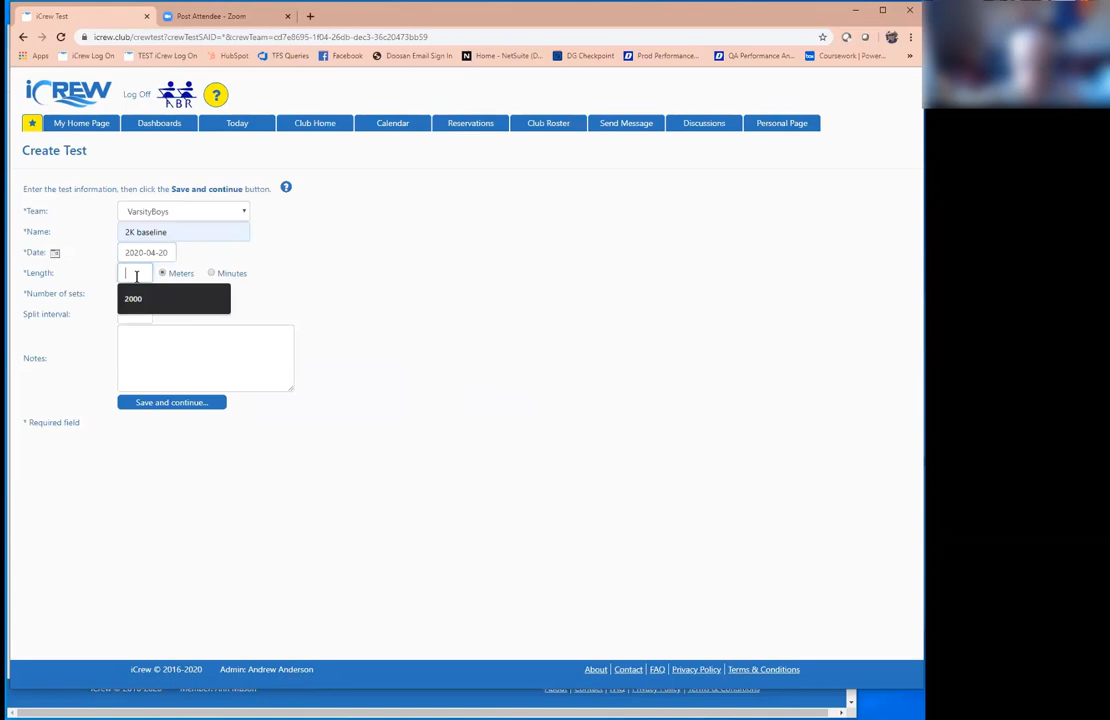 iCrew Test
Post Attendee - Zoom
icrew.club/crewtest?crewTestSAID=*&crewTeam=cd7e8695-1f04-26db-dec3-36c20473bb59
Apps iCrew Log On TEST iCrew Log On HubSpot TFS Queries Facebook Doosan Email Sign In Home - NetSuite (D... DG Checkpoint Prod Performance... QA Performance An... Coursework / Perfor...
iCREW Log Off ABR ?
My Home Page Dashboards Today Club Home Calendar Reservations Club Roster Send Message Discussions Personal Page
Create Test
Enter the test information, then click the Save and continue button. ?
*Team: VarsityBoys
*Name: 2K baseline
*Date: 2020-04-20
*Length: Meters Minutes
*Number of sets: 2000
Split interval:
Notes:
Save and continue...
* Required field
iCrew © 2016-2020 Admin: Andrew Anderson About Contact FAQ Privacy Policy Terms & Conditions